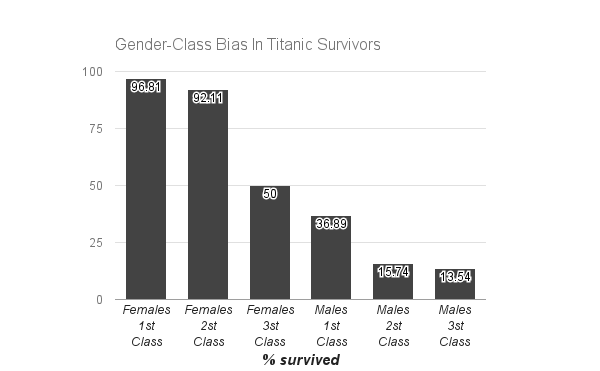 Gender-Class Bias In Titanic Survivors
100
75
50
25
0
96.81
92.11
50
36.89
15.74
13.54
Females 1st Class
Females 2st Class
Females 3st Class
Males 1st Class
Males 2st Class
Males 3st Class
% survived